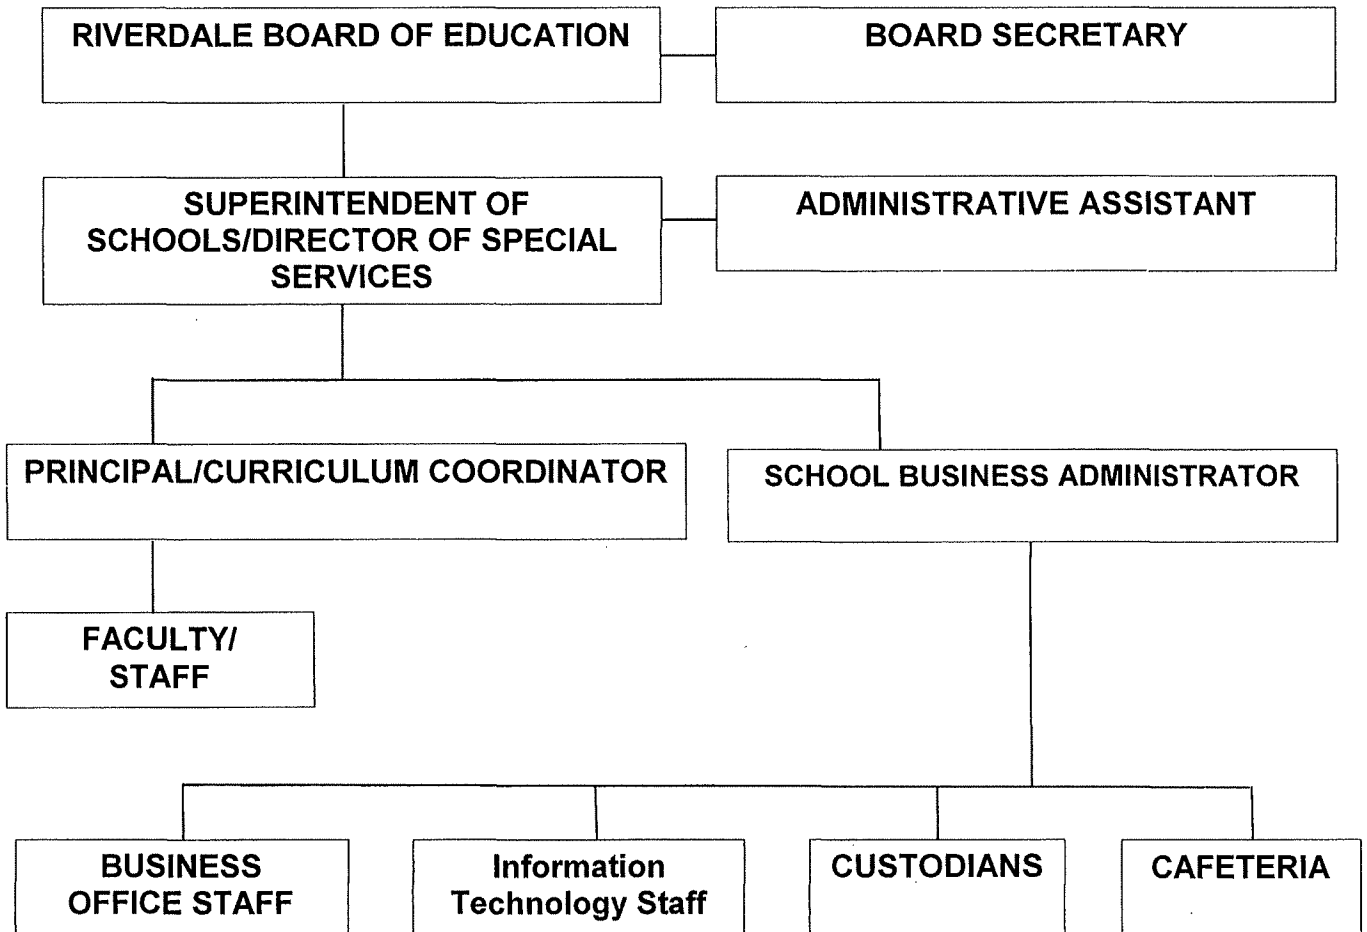 RIVERDALE BOARD OF EDUCATION
BOARD SECRETARY
SUPERINTENDENT OF
SCHOOLS/DIRECTOR OF SPECIAL
SERVICES
ADMINISTRATIVE ASSISTANT
PRINCIPAL/CURRICULUM COORDINATOR
SCHOOL BUSINESS ADMINISTRATOR
FACULTY/
STAFF
BUSINESS
OFFICE STAFF
Information
Technology Staff
CUSTODIANS
CAFETERIA